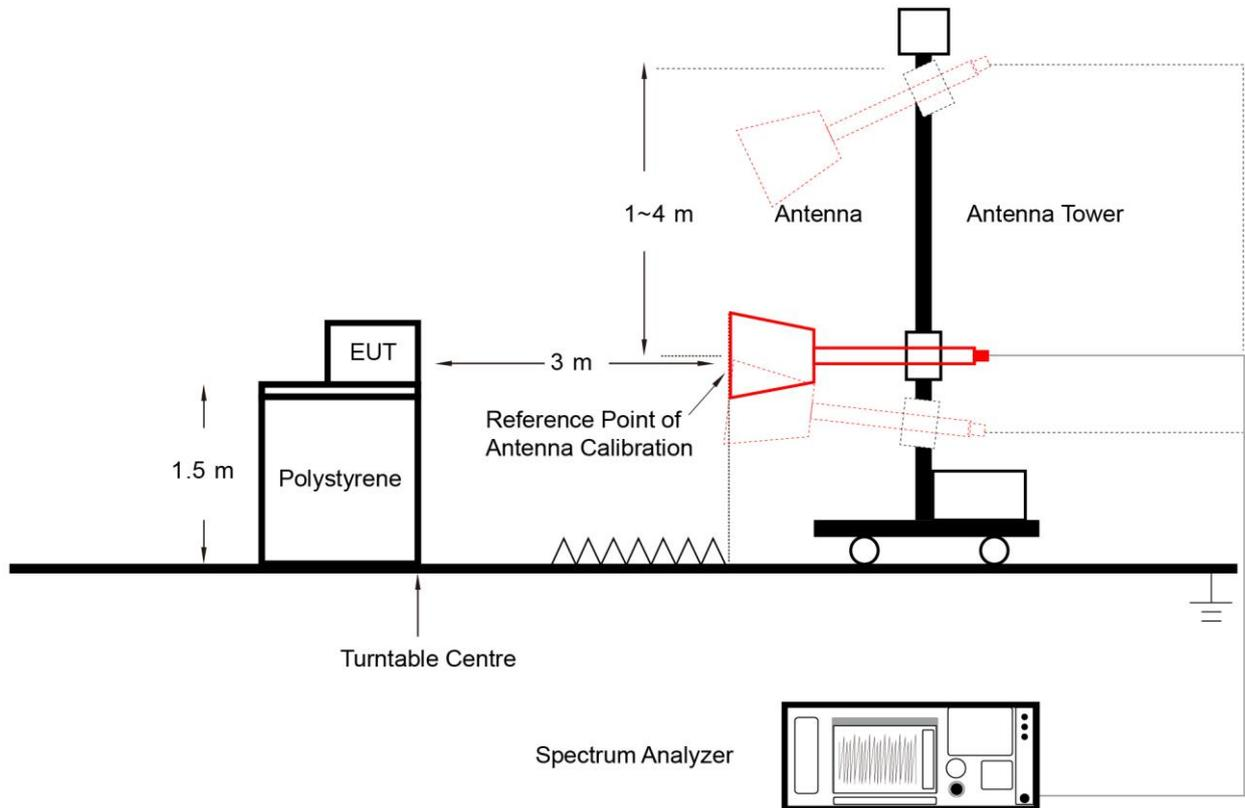 1~4 m
Antenna
Antenna Tower
EUT
3 m
Reference Point of
Antenna Calibration
1.5 m
Polystyrene
Turntable Centre
Spectrum Analyzer